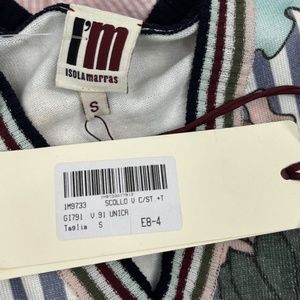 I'M
ISOLAmarras
S
1M9733 SCOLLO V C/ST +T
GI791 V.91 UNICA
Taglia S E8-4